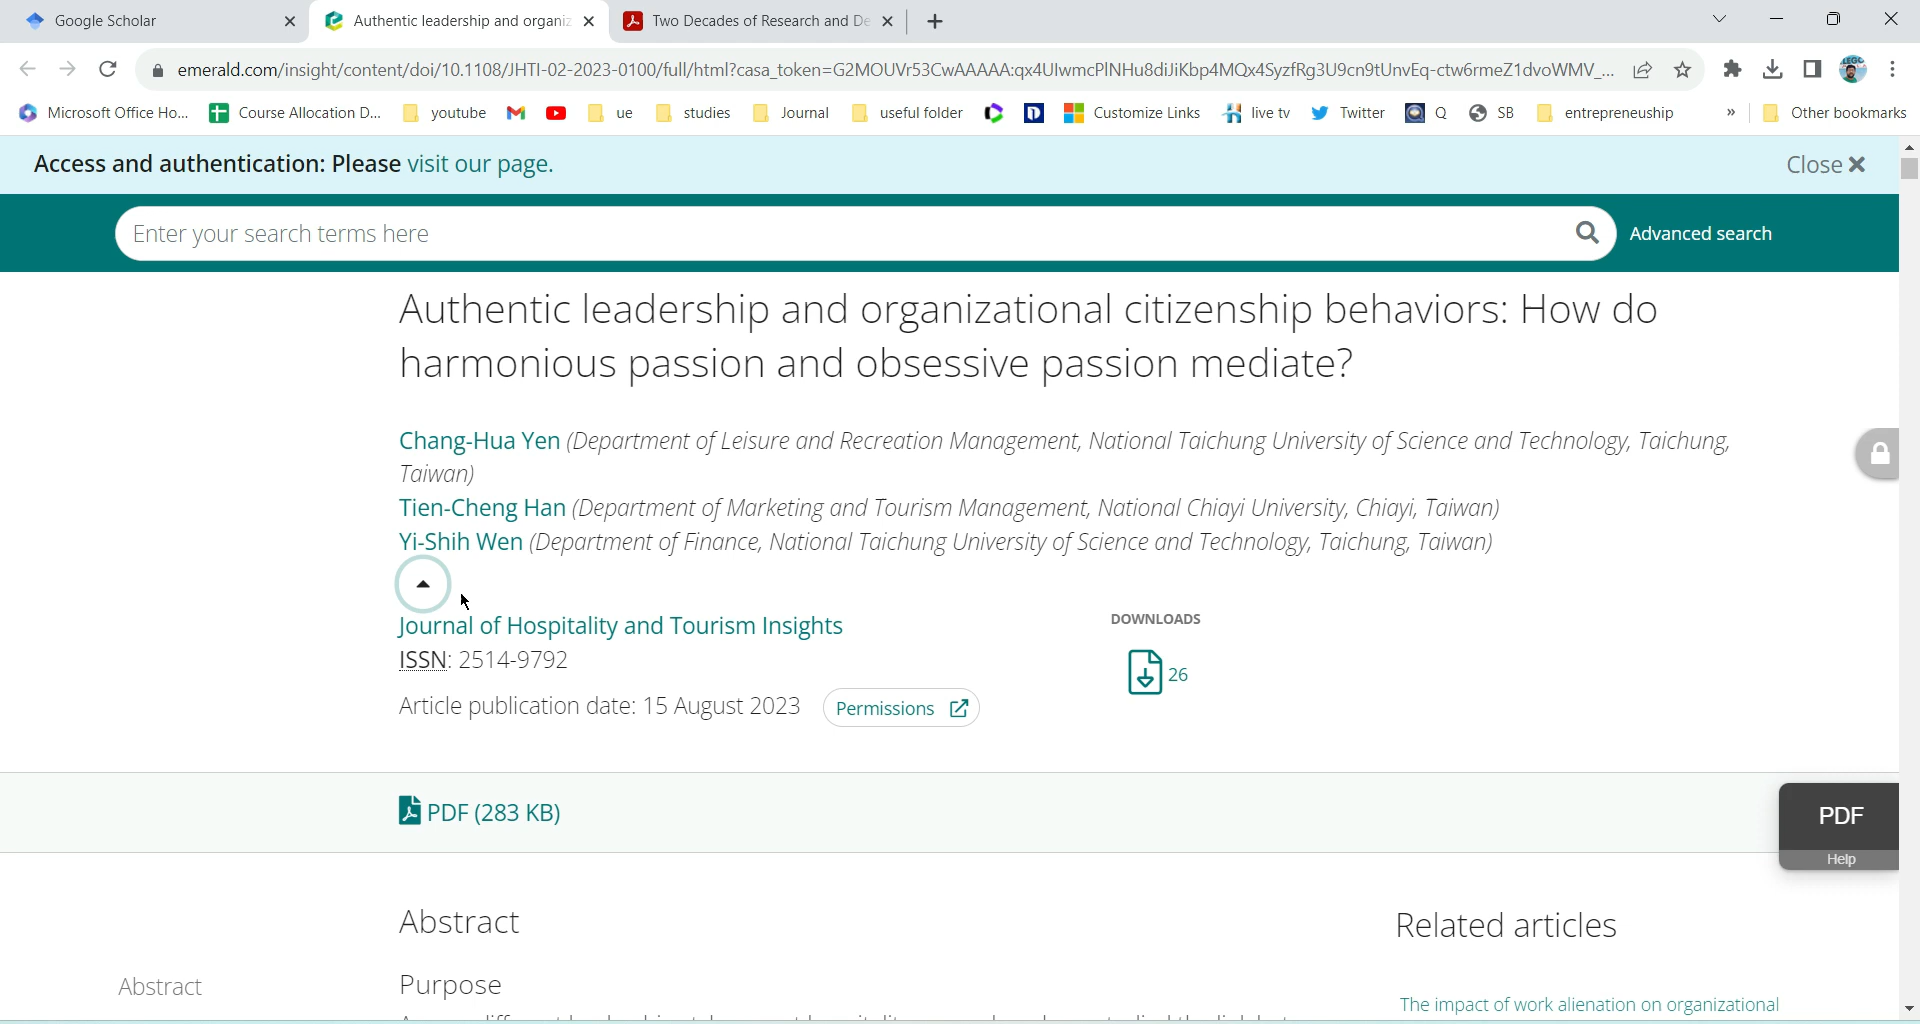 Google Scholar
Authentic leadership and organiz
Two Decades of Research and De
emerald.com/insight/content/doi/10.1108/JHTI-02-2023-0100/full/html?casa_token=G2MOUVr53CwAAAAA:qx4UlwmcPlNHu8diJiKbp4MQx4SyzfRg3U9cn9tUnvEq-ctw6rmeZ1dvoWMV_...
Microsoft Office Ho... Course Allocation D... youtube ue studies Journal useful folder Customize Links live tv Twitter Q SB entrepreneurship » Other bookmarks
Access and authentication: Please visit our page. Close
Enter your search terms here Advanced search
Authentic leadership and organizational citizenship behaviors: How do
harmonious passion and obsessive passion mediate?
Chang-Hua Yen (Department of Leisure and Recreation Management, National Taichung University of Science and Technology, Taichung,
Taiwan)
Tien-Cheng Han (Department of Marketing and Tourism Management, National Chiayi University, Chiayi, Taiwan)
Yi-Shih Wen (Department of Finance, National Taichung University of Science and Technology, Taichung, Taiwan)
Journal of Hospitality and Tourism Insights
ISSN: 2514-9792
Article publication date: 15 August 2023 Permissions
DOWNLOADS
26
PDF (283 KB)
PDF
Help
Abstract
Related articles
Abstract
Purpose
The impact of work alienation on organizational